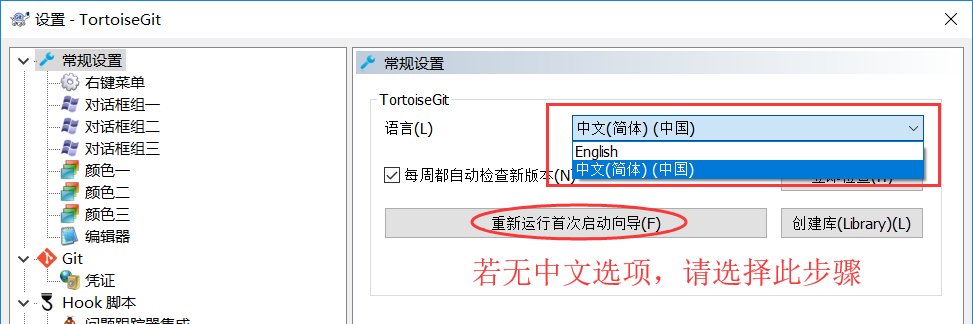 设置 - TortoiseGit
常规设置
右键菜单
对话框组一
对话框组二
对话框组三
颜色一
颜色二
颜色三
编辑器
Git
凭证
Hook 脚本
常规设置
TortoiseGit
语言(L)
中文(简体) (中国)
English
中文(简体) (中国)
每周都自动检查新版本(N)
重新运行首次启动向导(F)
创建库(Library)(L)
若无中文选项，请选择此步骤